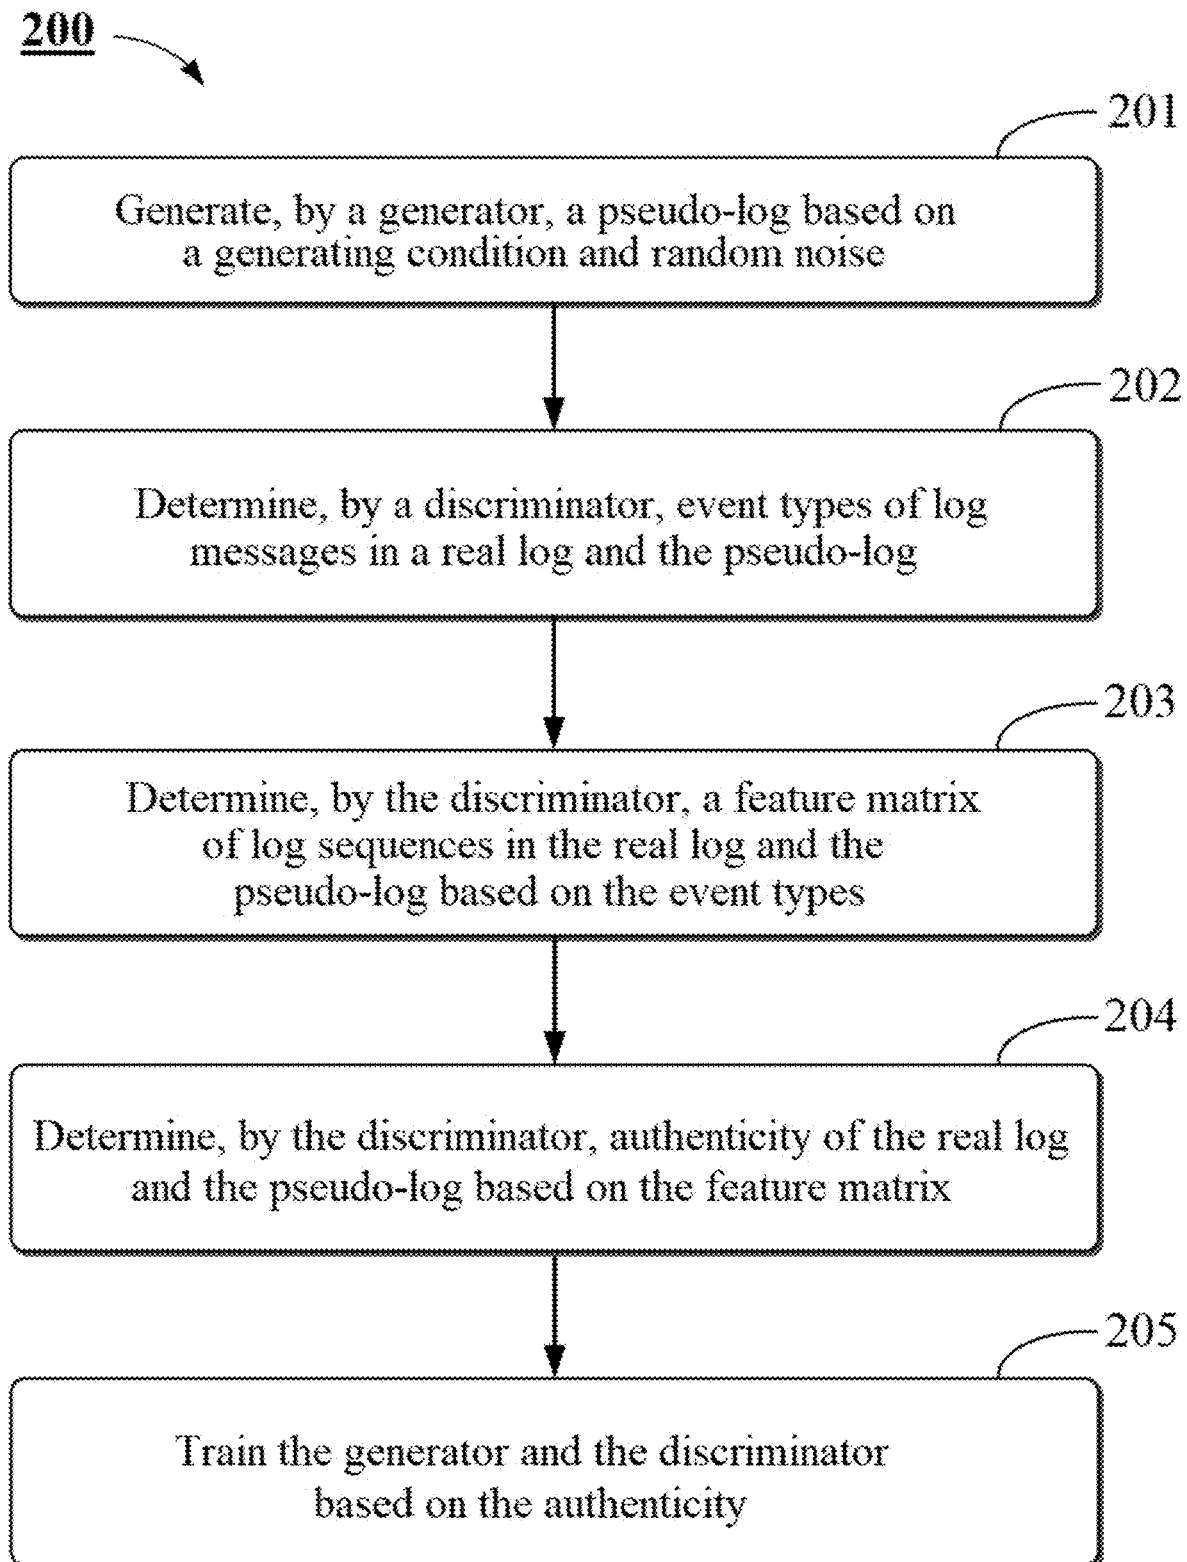 200
201
Generate, by a generator, a pseudo-log based on
a generating condition and random noise
202
Determine, by a discriminator, event types of log
messages in a real log and the pseudo-log
203
Determine, by the discriminator, a feature matrix
of log sequences in the real log and the
pseudo-log based on the event types
204
Determine, by the discriminator, authenticity of the real log
and the pseudo-log based on the feature matrix
205
Train the generator and the discriminator
based on the authenticity